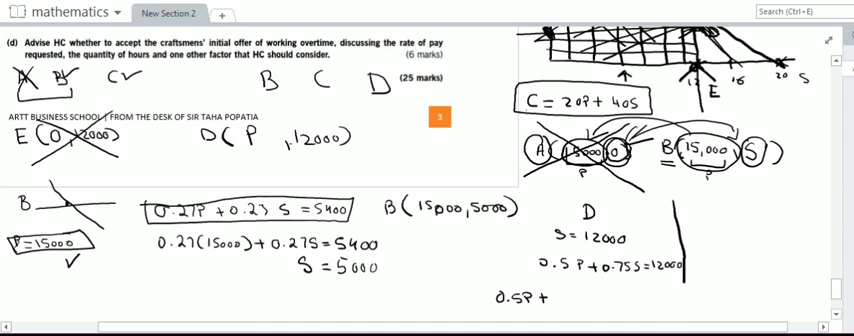 mathematics
New Section 2
+
Search (Ctrl+E)
(d) Advise HC whether to accept the craftsmen's initial offer of working overtime, discussing the rate of pay
requested, the quantity of hours and one other factor that HC should consider. (6 marks)
(25 marks)
A B C B C D
12 16 20 S
E
C = 20P + 40S
ARTT BUSINESS SCHOOL / FROM THE DESK OF SIR TAHA POPATIA 3
E (0, 12000) D( P , 12000)
A ( 15000 , 0 ) B( 15,000 , S )
P P
B 0.27P + 0.23 S = 5400 B ( 15000, 5000)
P = 15000 0.27(15000) + 0.27S = 5400
S = 5000
D
S = 12000
0.5P + 0.75S = 12000
0.5P +